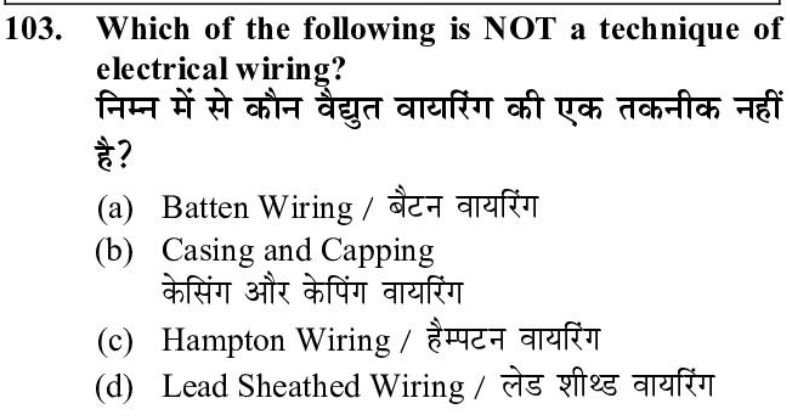 103. Which of the following is NOT a technique of
electrical wiring?
निम्न में से कौन वैद्युत वायरिंग की एक तकनीक नहीं
है?
(a) Batten Wiring / बैटन वायरिंग
(b) Casing and Capping
केसिंग और केपिंग वायरिंग
(c) Hampton Wiring / हैम्पटन वायरिंग
(d) Lead Sheathed Wiring / लेड शीथ्ड वायरिंग